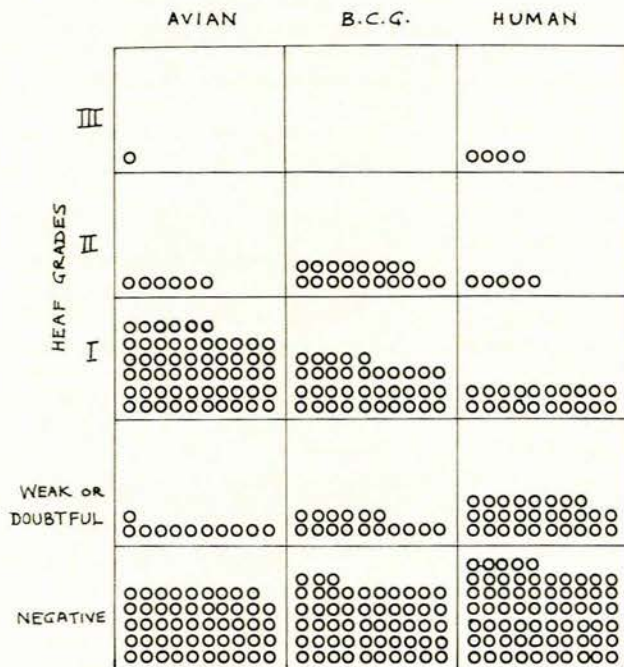 AVIAN B.C.G. HUMAN
III
II
HEAF GRADES
I
WEAK OR
DOUBTFUL
NEGATIVE